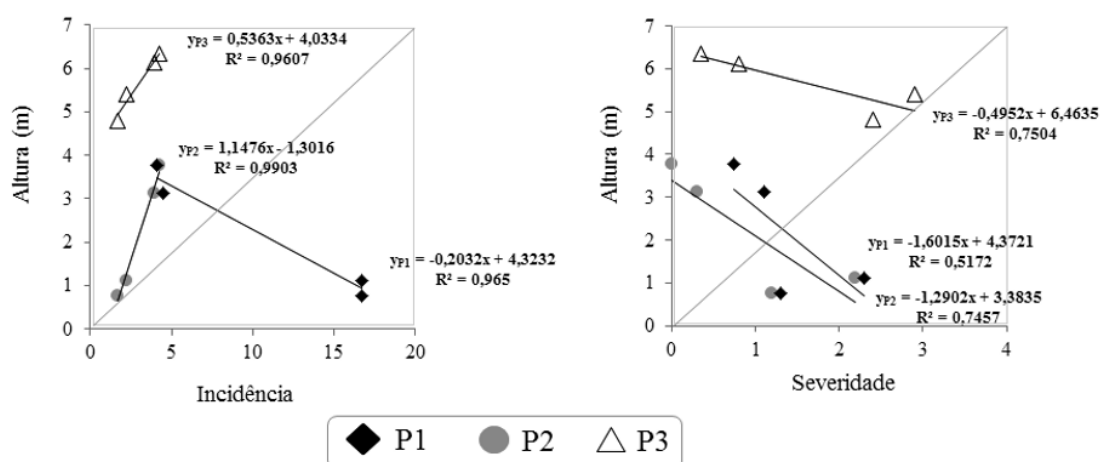 Altura (m)
7
6
5
4
3
2
1
0
0 5 10 15 20
Incidência
yP3 = 0,5363x + 4,0334
R² = 0,9607
yP2 = 1,1476x - 1,3016
R² = 0,9903
yP1 = -0,2032x + 4,3232
R² = 0,965
Altura (m)
7
6
5
4
3
2
1
0
0 1 2 3 4
Severidade
yP3 = -0,4952x + 6,4635
R² = 0,7504
yP1 = -1,6015x + 4,3721
R² = 0,5172
yP2 = -1,2902x + 3,3835
R² = 0,7457
P1 P2 P3